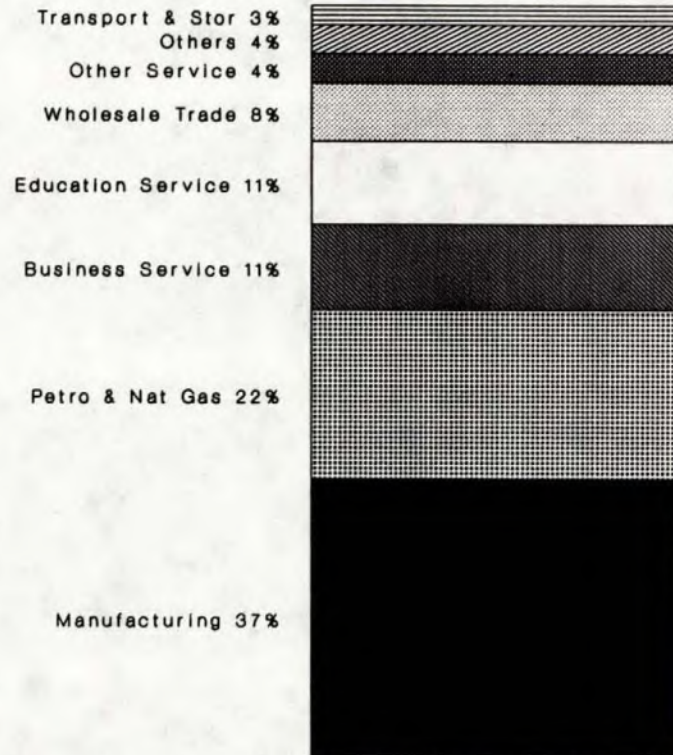 Transport & Stor 3%
Others 4%
Other Service 4%
Wholesale Trade 8%
Education Service 11%
Business Service 11%
Petro & Nat Gas 22%
Manufacturing 37%